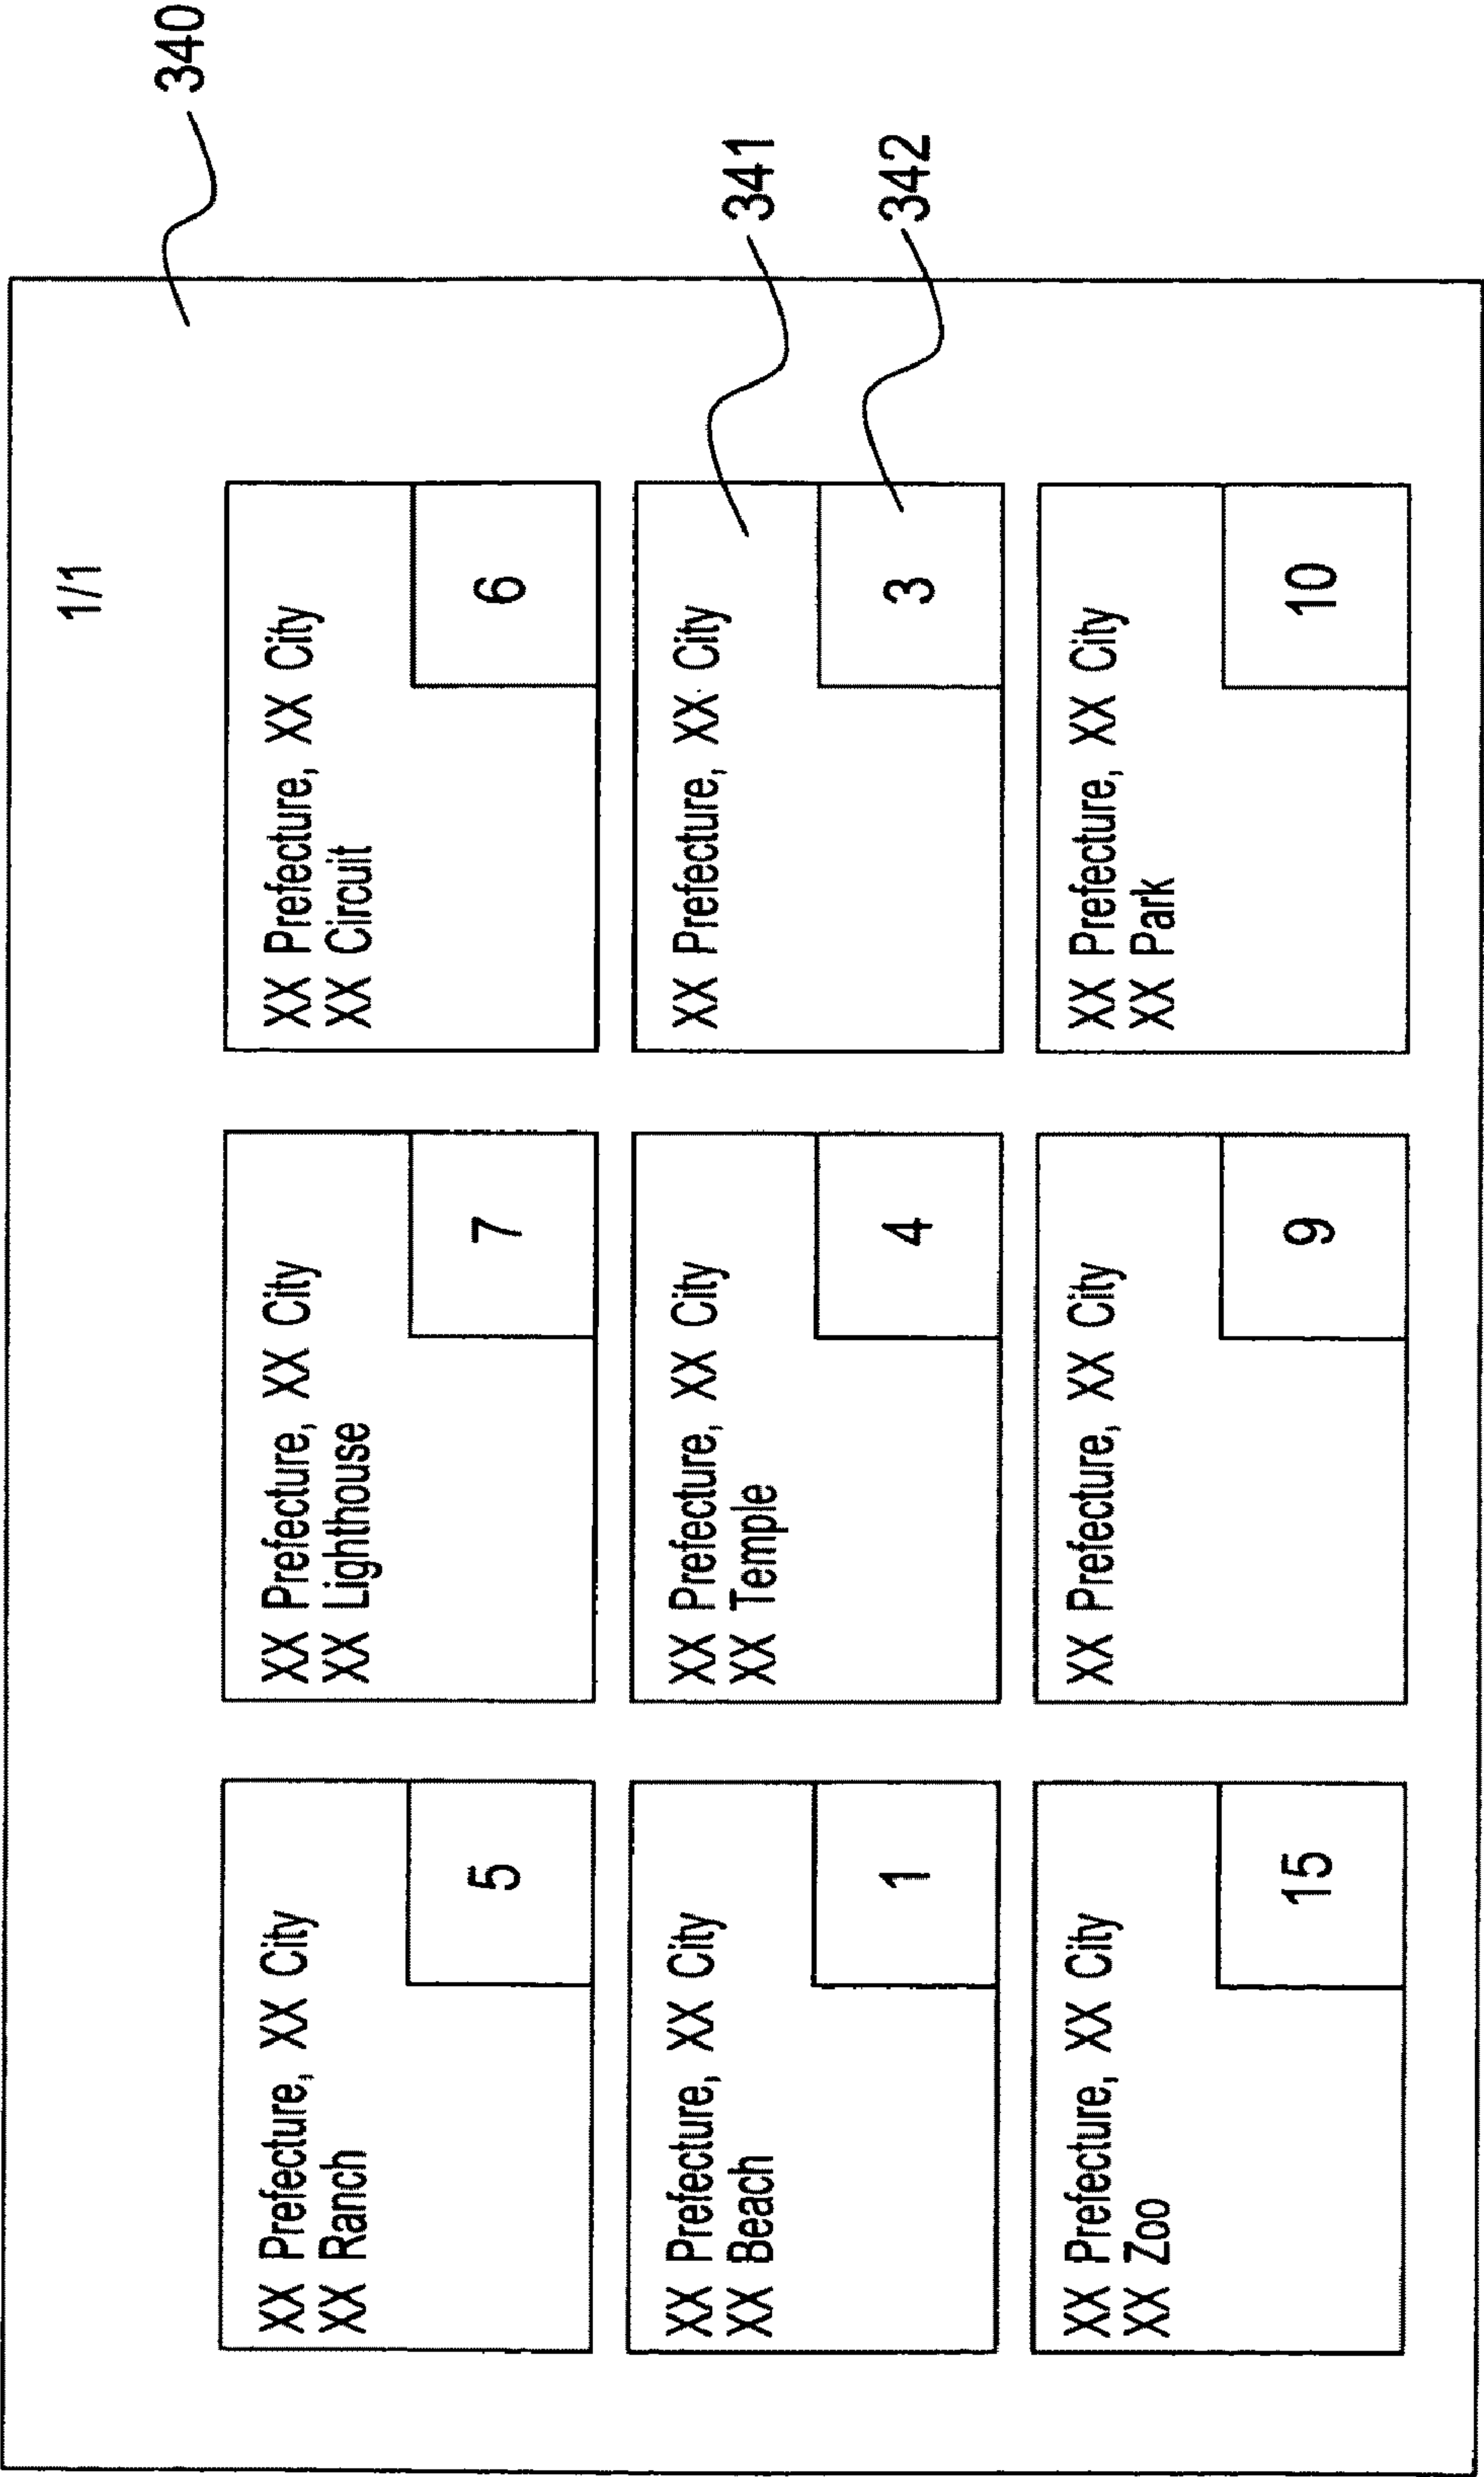 340
1/1
XX Prefecture, XX City
XX Ranch
5
XX Prefecture, XX City
XX Lighthouse
7
XX Prefecture, XX City
XX Circuit
6
XX Prefecture, XX City
XX Beach
1
XX Prefecture, XX City
XX Temple
4
XX Prefecture, XX City
3
341
342
XX Prefecture, XX City
XX Zoo
15
XX Prefecture, XX City
9
XX Prefecture, XX City
XX Park
10